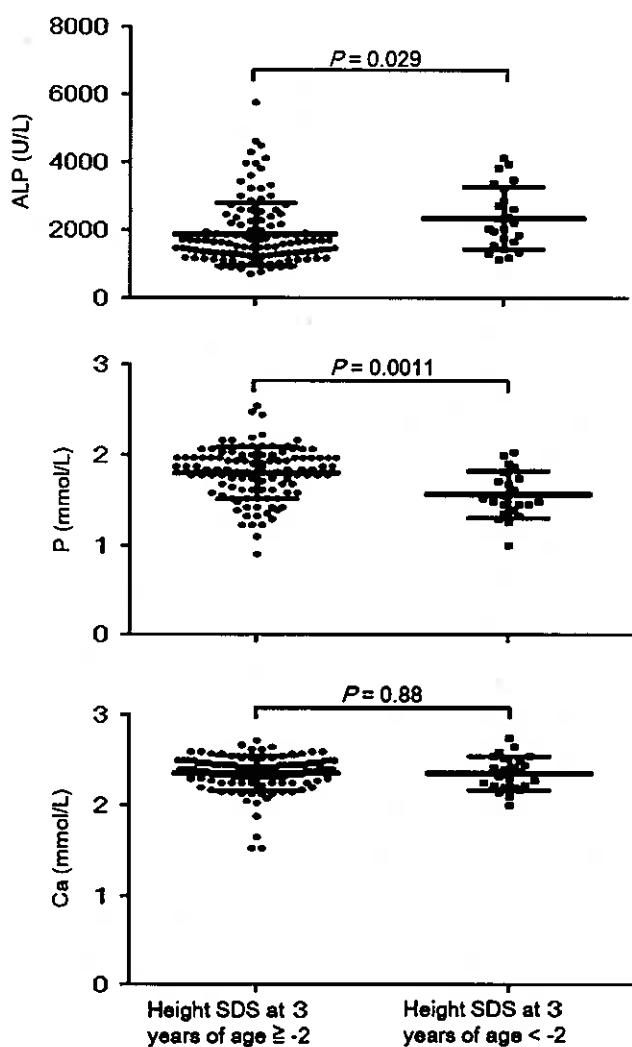 8000
P = 0.029
6000
4000
2000
0
ALP (U/L)
3
P = 0.0011
2
1
0
P (mmol/L)
P = 0.88
3
2
1
0
Ca (mmol/L)
Height SDS at 3
years of age ≧ -2
Height SDS at 3
years of age < -2